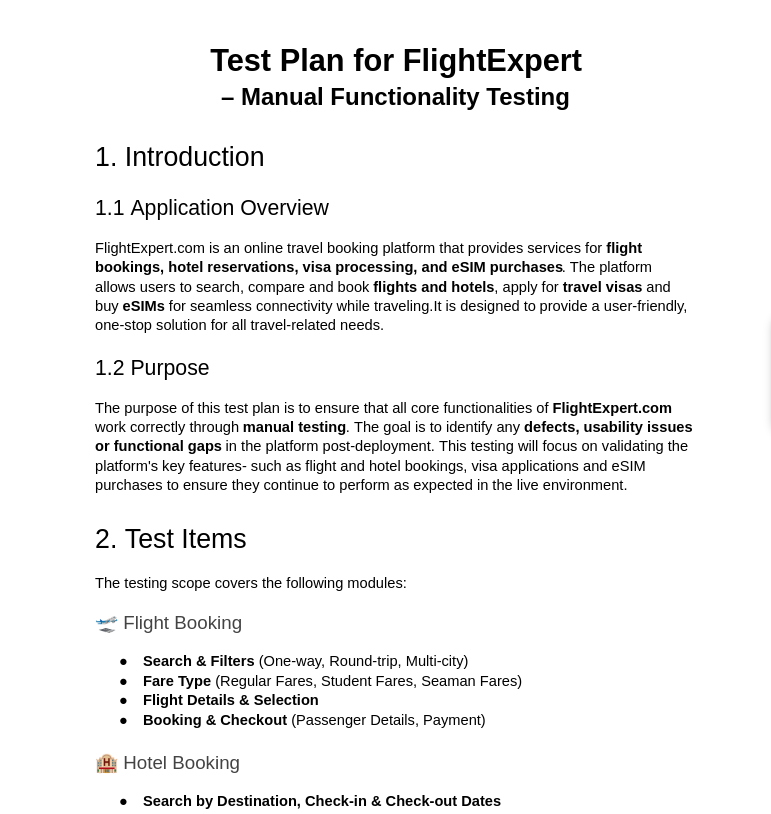 Test Plan for FlightExpert
– Manual Functionality Testing
1. Introduction
1.1 Application Overview
FlightExpert.com is an online travel booking platform that provides services for flight
bookings, hotel reservations, visa processing, and eSIM purchases. The platform
allows users to search, compare and book flights and hotels, apply for travel visas and
buy eSIMs for seamless connectivity while traveling.It is designed to provide a user-friendly,
one-stop solution for all travel-related needs.
1.2 Purpose
The purpose of this test plan is to ensure that all core functionalities of FlightExpert.com
work correctly through manual testing. The goal is to identify any defects, usability issues
or functional gaps in the platform post-deployment. This testing will focus on validating the
platform's key features- such as flight and hotel bookings, visa applications and eSIM
purchases to ensure they continue to perform as expected in the live environment.
2. Test Items
The testing scope covers the following modules:
🛫 Flight Booking
● Search & Filters (One-way, Round-trip, Multi-city)
● Fare Type (Regular Fares, Student Fares, Seaman Fares)
● Flight Details & Selection
● Booking & Checkout (Passenger Details, Payment)
🏨 Hotel Booking
● Search by Destination, Check-in & Check-out Dates